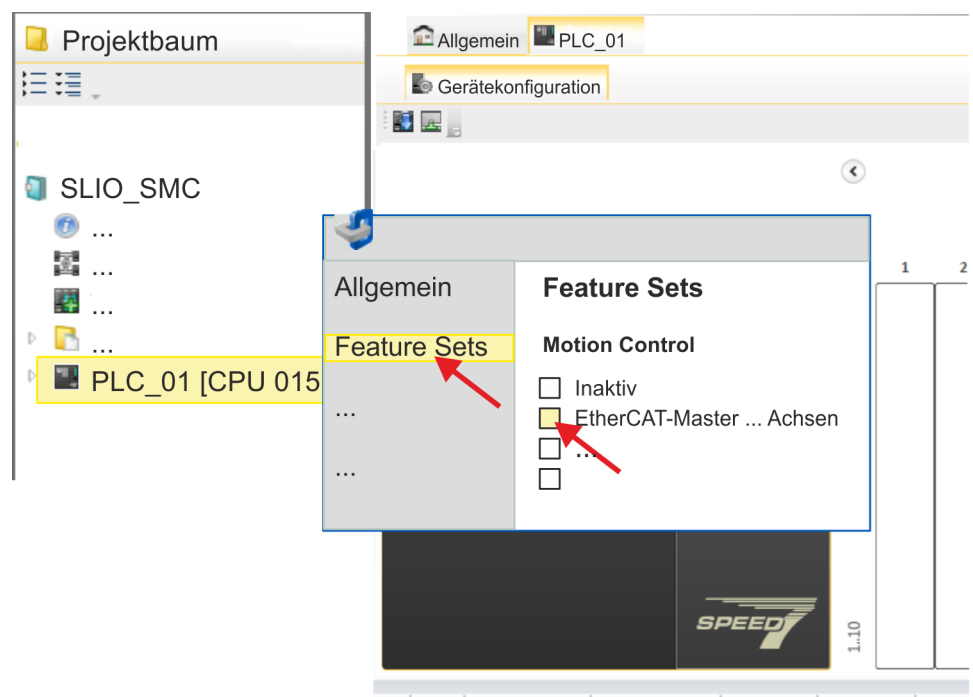 Projektbaum
SLIO_SMC
...
...
...
...
PLC_01 [CPU 015
Allgemein
PLC_01
Gerätekonfiguration
Allgemein
Feature Sets
...
...
Feature Sets
Motion Control
Inaktiv
EtherCAT-Master ... Achsen
...
1
2
SPEED7
1..10